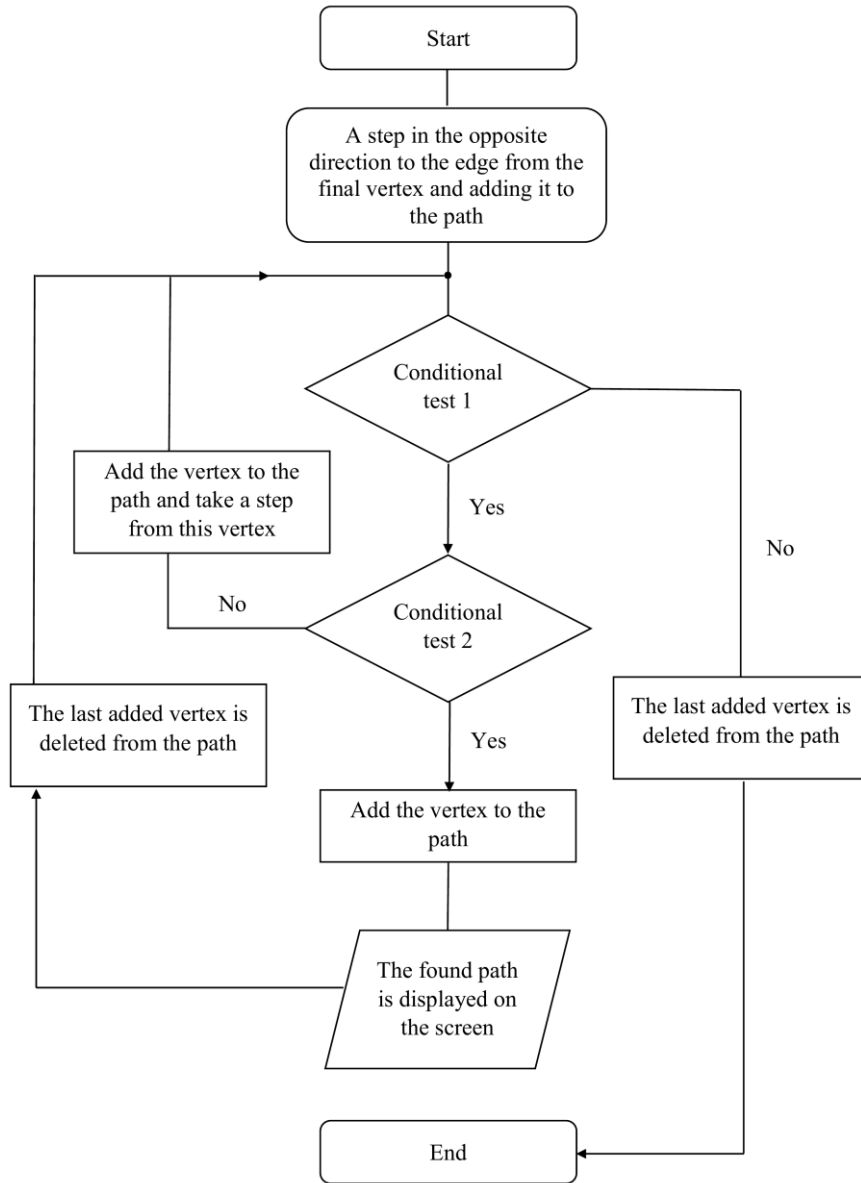 Start
A step in the opposite
direction to the edge from the
final vertex and adding it to
the path
Conditional
test 1
Add the vertex to the
path and take a step
from this vertex
Yes
No
No
Conditional
test 2
The last added vertex is
deleted from the path
The last added vertex is
deleted from the path
Yes
Add the vertex to the
path
The found path
is displayed on
the screen
End